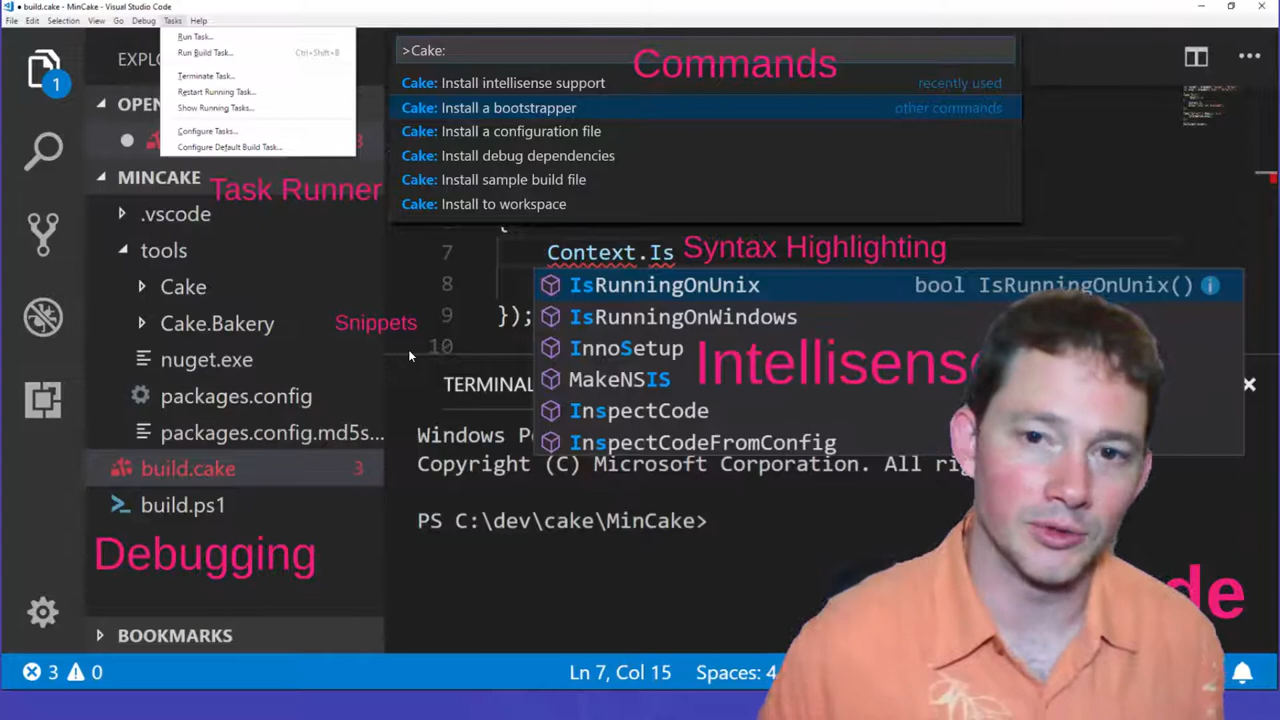 build.cake - MinCake - Visual Studio Code
File Edit Selection View Go Debug Tasks Help
Run Task...
Run Build Task... Ctrl+Shift+B
Terminate Task...
Restart Running Task...
Show Running Tasks...
Configure Tasks...
Configure Default Build Task...
1
EXPL
OPEN
3
>Cake:
Commands
Cake: Install intellisense support recently used
Cake: Install a bootstrapper other commands
Cake: Install a configuration file
Cake: Install debug dependencies
Cake: Install sample build file
Cake: Install to workspace
MINCAKE
Task Runner
.vscode
tools
Cake
Cake.Bakery
nuget.exe
packages.config
packages.config.md5s...
build.cake 3
build.ps1
Snippets
Debugging
BOOKMARKS
{
7 Context.Is
Syntax Highlighting
8
9 });
10
IsRunningOnUnix bool IsRunningOnUnix()
IsRunningOnWindows
InnoSetup
MakeNSIS
InspectCode
InspectCodeFromConfig
Intellisense
TERMINAL
Windows P
Copyright (C) Microsoft Corporation. All ri
PS C:\dev\cake\MinCake>
de
3 0
Ln 7, Col 15 Spaces: 4